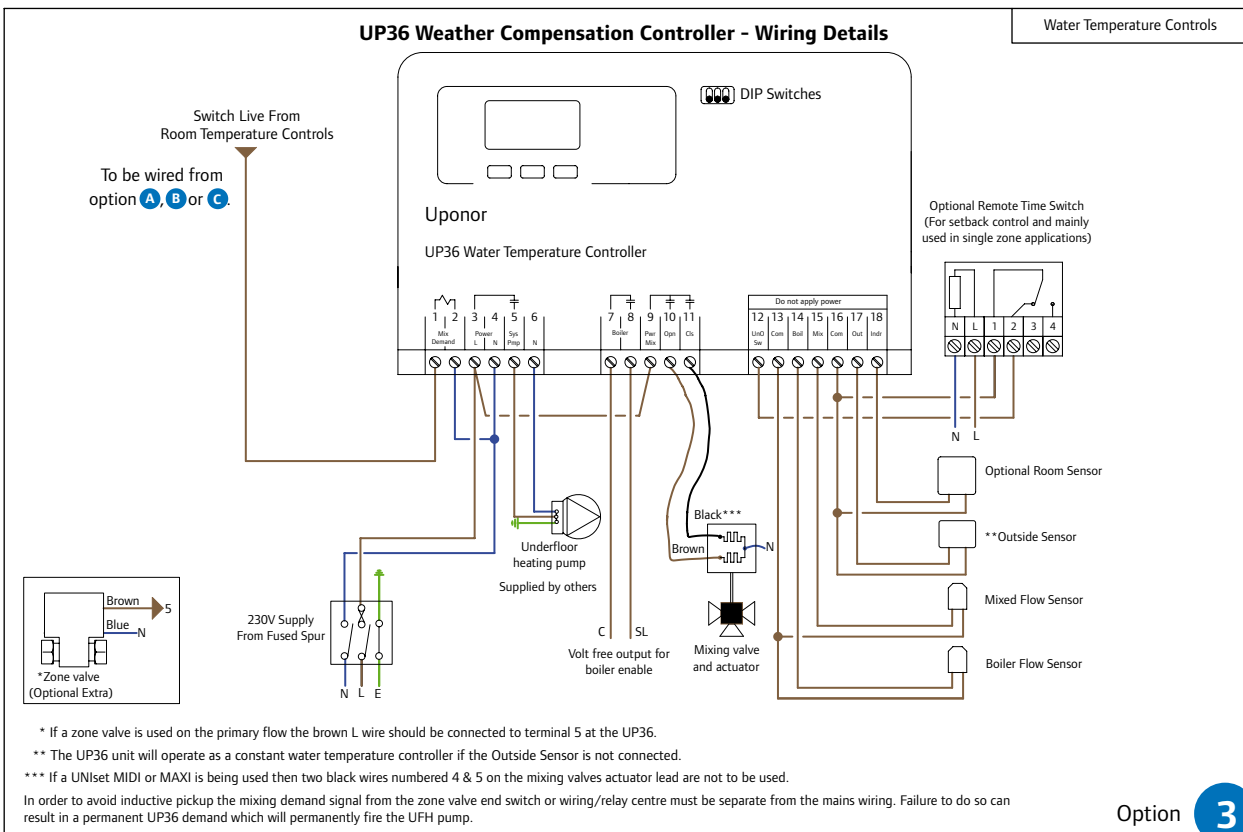 UP36 Weather Compensation Controller - Wiring Details
Water Temperature Controls
DIP Switches
Switch Live From
Room Temperature Controls
To be wired from
option A, B or C.
Uponor
UP36 Water Temperature Controller
Optional Remote Time Switch
(For setback control and mainly
used in single zone applications)
1 2 3 4 5 6
Mix
Demand
Power
L N
Sys
Pmp
N
7 8 9 10 11
Boiler
Pwr
Mix
Opn
Cls
Do not apply power
12 13 14 15 16 17 18
UnO
Sw
Com
Boil
Mix
Com
Out
Indr
N L 1 2 3 4
N L
Optional Room Sensor
**Outside Sensor
Mixed Flow Sensor
Boiler Flow Sensor
Black***
Brown
N
Underfloor
heating pump
Supplied by others
230V Supply
From Fused Spur
N L E
C SL
Volt free output for
boiler enable
Mixing valve
and actuator
Brown
5
Blue
N
*Zone valve
(Optional Extra)
* If a zone valve is used on the primary flow the brown L wire should be connected to terminal 5 at the UP36.
** The UP36 unit will operate as a constant water temperature controller if the Outside Sensor is not connected.
*** If a UNIset MIDI or MAXI is being used then two black wires numbered 4 & 5 on the mixing valves actuator lead are not to be used.
In order to avoid inductive pickup the mixing demand signal from the zone valve end switch or wiring/relay centre must be separate from the mains wiring. Failure to do so can
result in a permanent UP36 demand which will permanently fire the UFH pump.
Option 3